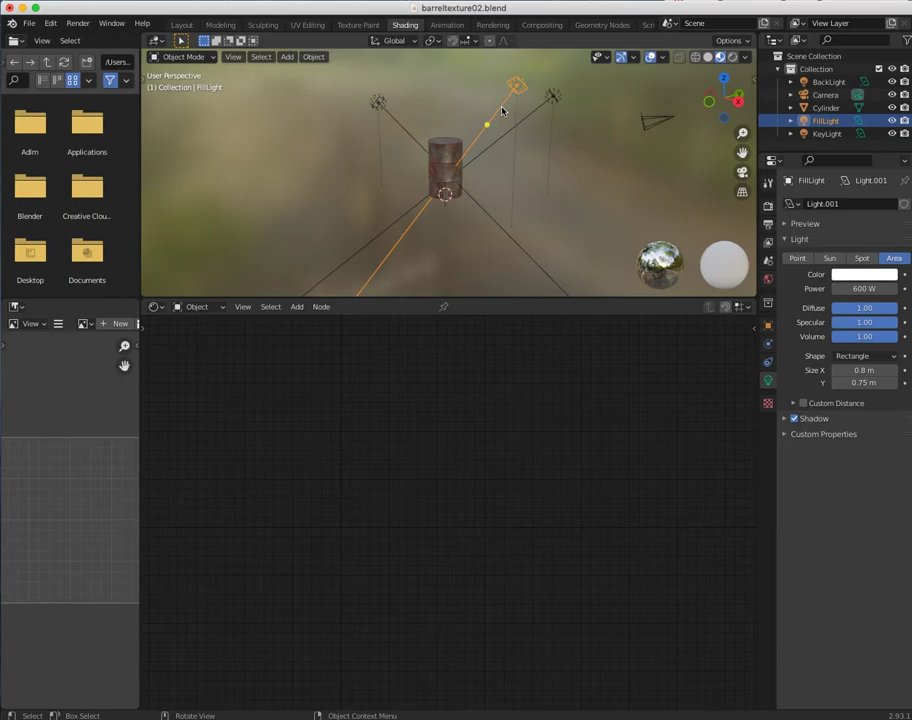 barreltexture02.blend
File Edit Render Window Help Layout Modeling Sculpting UV Editing Texture Paint Shading Animation Rendering Compositing Geometry Nodes Scene View Layer
View Select Global Options
/Users... Object Mode View Select Add Object
User Perspective
(1) Collection | FillLight
Adlm Applications
Blender Creative Clou...
Desktop Documents
X
Scene Collection
Collection
BackLight
Camera
Cylinder
FillLight
KeyLight
FillLight Light.001
Light.001
Preview
Light
Point Sun Spot Area
Color
Power 600 W
Diffuse 1.00
Specular 1.00
Volume 1.00
Shape Rectangle
Size X 0.8 m
Y 0.75 m
Custom Distance
Shadow
Custom Properties
Object View Select Add Node
View New
Select Box Select Rotate View Object Context Menu 2.93.1